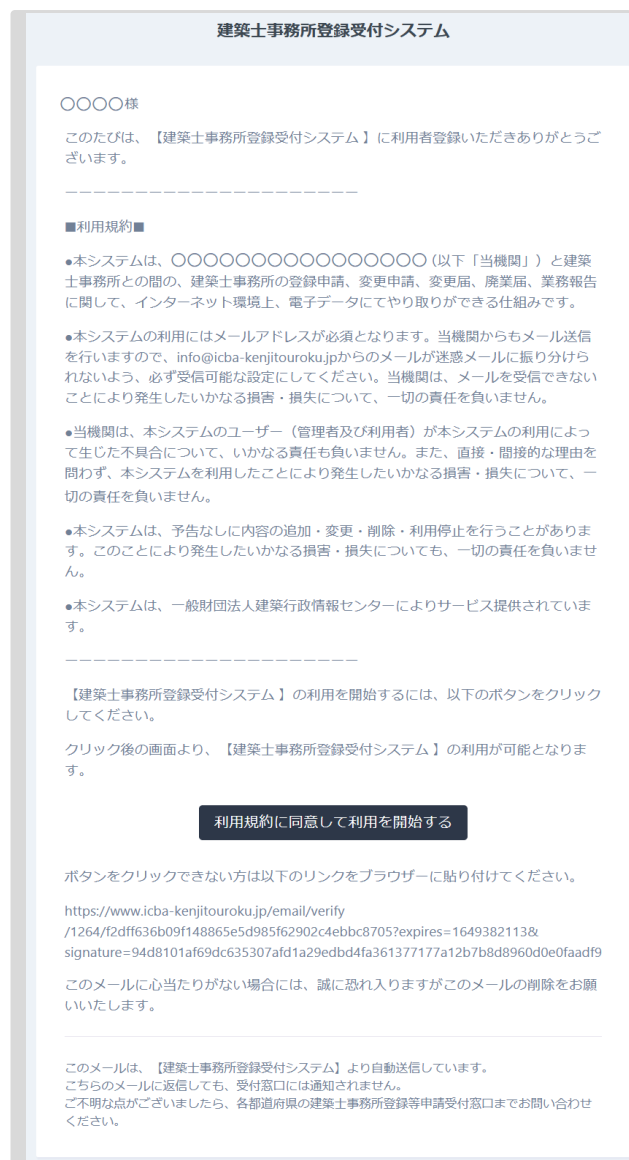 建築士事務所登録受付システム
〇〇〇〇様
このたびは、【建築士事務所登録受付システム 】に利用者登録いただきありがとうご
ざいます。
ーーーーーーーーーーーーーーーーーーーーー
■利用規約■
●本システムは、〇〇〇〇〇〇〇〇〇〇〇〇〇〇〇〇(以下「当機関」）と建築
士事務所との間の、建築士事務所の登録申請、変更申請、変更届、廃業届、業務報告
に関して、インターネット環境上、電子データにてやり取りができる仕組みです。
●本システムの利用にはメールアドレスが必須となります。当機関からもメール送信
を行いますので、info@icba-kenjitouroku.jpからのメールが迷惑メールに振り分けら
れないよう、必ず受信可能な設定にしてください。当機関は、メールを受信できない
ことにより発生したいかなる損害・損失について、一切の責任を負いません。
●当機関は、本システムのユーザー（管理者及び利用者）が本システムの利用によっ
て生じた不具合について、いかなる責任も負いません。また、直接・間接的な理由を
問わず、本システムを利用したことにより発生したいかなる損害・損失について、一
切の責任を負いません。
●本システムは、予告なしに内容の追加・変更・削除・利用停止を行うことがありま
す。このことにより発生したいかなる損害・損失についても、一切の責任を負いませ
ん。
●本システムは、一般財団法人建築行政情報センターによりサービス提供されていま
す。
ーーーーーーーーーーーーーーーーーーーーー
【建築士事務所登録受付システム 】の利用を開始するには、以下のボタンをクリック
してください。
クリック後の画面より、【建築士事務所登録受付システム 】の利用が可能となりま
す。
利用規約に同意して利用を開始する
ボタンをクリックできない方は以下のリンクをブラウザーに貼り付けてください。
https://www.icba-kenjitouroku.jp/email/verify
/1264/f2dff636b09f148865e5d985f62902c4ebbc8705?expires=1649382113&
signature=94d8101af69dc635307afd1a29edbd4fa361377177a12b7b8d8960d0e0faadf9
このメールに心当たりがない場合には、誠に恐れ入りますがこのメールの削除をお願
いいたします。
このメールは、【建築士事務所登録受付システム】より自動送信しています。
こちらのメールに返信しても、受付窓口には通知されません。
ご不明な点がございましたら、各都道府県の建築士事務所登録等申請受付窓口までお問い合わせ
ください。